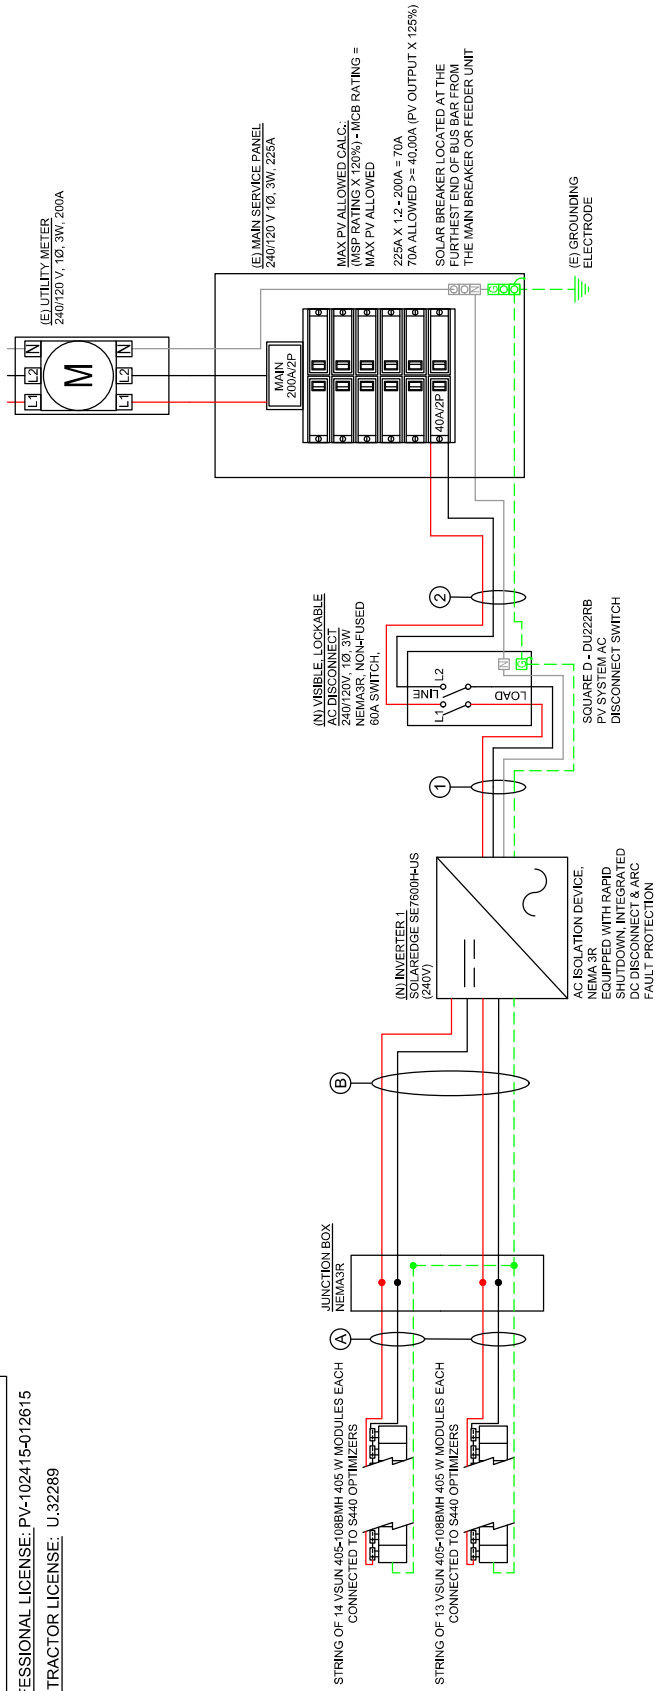 FESSIONAL LICENSE: PV-102415-012615
TRACTOR LICENSE: U.32289
STRING OF 14 VSUN 405-108BMH 405 W MODULES EACH
CONNECTED TO S440 OPTIMIZERS
STRING OF 13 VSUN 405-108BMH 405 W MODULES EACH
CONNECTED TO S440 OPTIMIZERS
A
JUNCTION BOX
NEMA3R
B
(N) INVERTER 1
SOLAREDGE SE7600H-US
(240V)
AC ISOLATION DEVICE,
NEMA 3R
EQUIPPED WITH RAPID
SHUTDOWN, INTEGRATED
DC DISCONNECT & ARC
FAULT PROTECTION
1
(N) VISIBLE, LOCKABLE
AC DISCONNECT
240/120V, 1Ø, 3W
NEMA3R, NON-FUSED
60A SWITCH,
L1
L2
LINE
LOAD
N
G
SQUARE D - DU222RB
PV SYSTEM AC
DISCONNECT SWITCH
2
(E) UTILITY METER
240/120 V, 1Ø, 3W, 200A
L1
L2
N
M
L1
L2
N
MAIN
200A/2P
40A/2P
N
G
(E) MAIN SERVICE PANEL
240/120 V 1Ø, 3W, 225A
MAX PV ALLOWED CALC.:
(MSP RATING X 120%) - MCB RATING =
MAX PV ALLOWED
225A X 1.2 - 200A = 70A
70A ALLOWED >= 40.00A (PV OUTPUT X 125%)
SOLAR BREAKER LOCATED AT THE
FURTHEST END OF BUS BAR FROM
THE MAIN BREAKER OR FEEDER UNIT
(E) GROUNDING
ELECTRODE